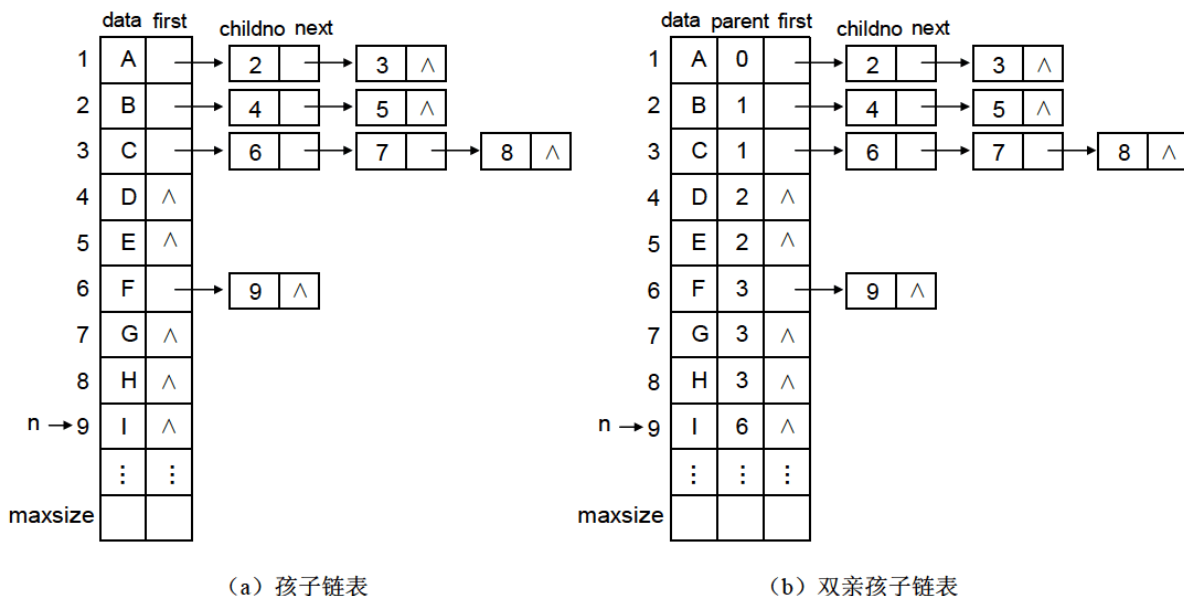 data first data parent first
childno next childno next
1 A 2 3 ∧ 1 A 0 2 3 ∧
2 B 4 5 ∧ 2 B 1 4 5 ∧
3 C 6 7 8 ∧ 3 C 1 6 7 8 ∧
4 D ∧ 4 D 2 ∧
5 E ∧ 5 E 2 ∧
6 F 9 ∧ 6 F 3 9 ∧
7 G ∧ 7 G 3 ∧
8 H ∧ 8 H 3 ∧
n → 9 I ∧ n → 9 I 6 ∧
⋮ ⋮ ⋮ ⋮ ⋮
maxsize maxsize
（a）孩子链表 （b）双亲孩子链表